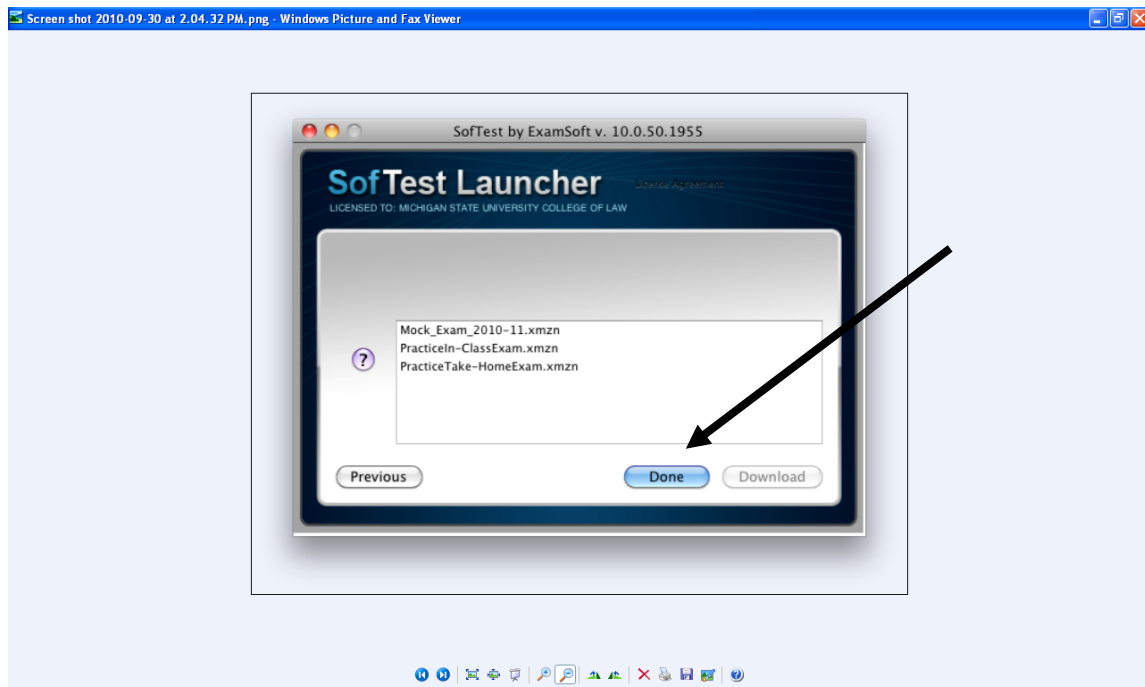 Screen shot 2010-09-30 at 2.04.32 PM.png - Windows Picture and Fax Viewer
SofTest by ExamSoft v. 10.0.50.1955
SofTest Launcher
License Agreement
LICENSED TO: MICHIGAN STATE UNIVERSITY COLLEGE OF LAW
Mock_Exam_2010-11.xmzn
PracticeIn-ClassExam.xmzn
PracticeTake-HomeExam.xmzn
?
Previous
Done
Download